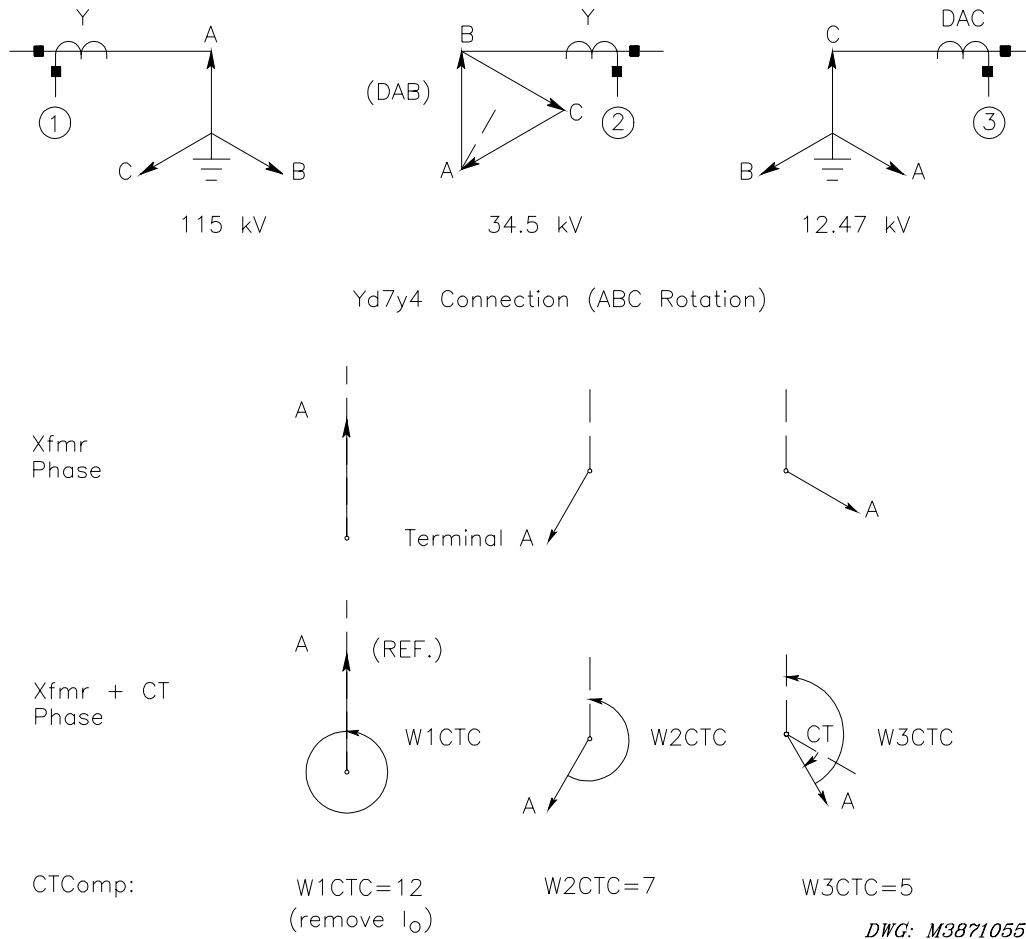 Y A B Y C DAC
(DAB)
1 C B A C 2 B A 3
115 kV 34.5 kV 12.47 kV
Yd7y4 Connection (ABC Rotation)
A
Xfmr
Phase
Terminal A
A
A (REF.)
Xfmr + CT
Phase
W1CTC
W2CTC
CT
W3CTC
A
A
CTComp:
W1CTC=12
(remove IO)
W2CTC=7
W3CTC=5
DWG: M3871055